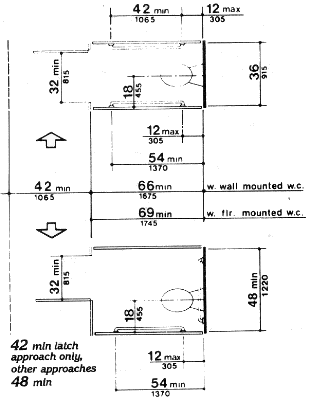 42 min
1065
12 max
305
32 min
815
18
455
36
915
12 max
305
54 min
1370
42 min
1065
66 min
1675
w. wall mounted w.c.
69 min
1745
w. flr. mounted w.c.
32 min
815
18
455
48 min
1220
42 min latch
approach only,
other approaches
48 min
12 max
305
54 min
1370